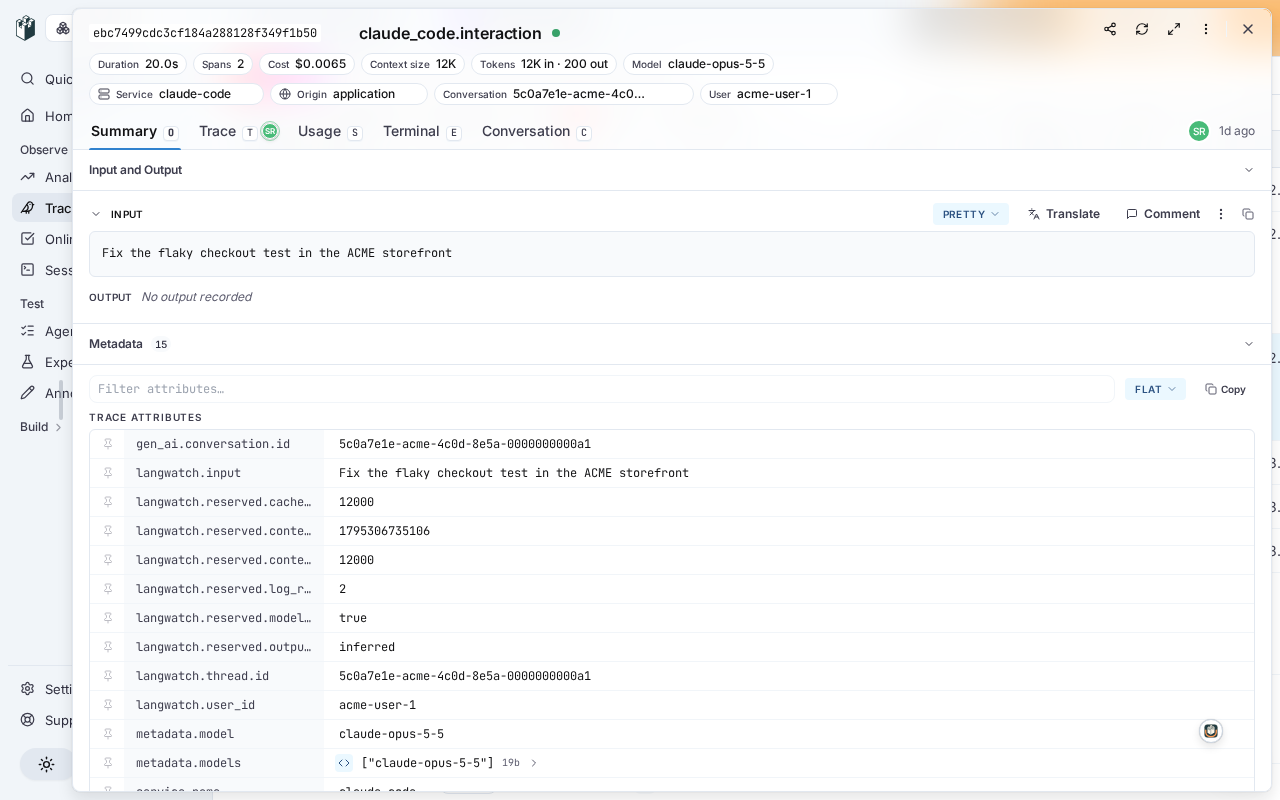 ebc7499cdc3cf184a288128f349f1b50 claude_code.interaction
Duration 20.0s Spans 2 Cost $0.0065 Context size 12K Tokens 12K in · 200 out Model claude-opus-5-5
Service claude-code Origin application Conversation 5c0a7e1e-acme-4c0… User acme-user-1
Summary O Trace T SR Usage S Terminal E Conversation C SR 1d ago
Quic
Hom
Observe
Anal
Trac
Onlin
Sess
Test
Agen
Expe
Anno
Build
Setti
Supp
Input and Output
INPUT PRETTY Translate Comment
Fix the flaky checkout test in the ACME storefront
OUTPUT No output recorded
Metadata 15
Filter attributes… FLAT Copy
TRACE ATTRIBUTES
gen_ai.conversation.id 5c0a7e1e-acme-4c0d-8e5a-0000000000a1
langwatch.input Fix the flaky checkout test in the ACME storefront
langwatch.reserved.cache… 12000
langwatch.reserved.conte… 1795306735106
langwatch.reserved.conte… 12000
langwatch.reserved.log_r… 2
langwatch.reserved.model… true
langwatch.reserved.outpu… inferred
langwatch.thread.id 5c0a7e1e-acme-4c0d-8e5a-0000000000a1
langwatch.user_id acme-user-1
metadata.model claude-opus-5-5
metadata.models ["claude-opus-5-5"] 19b
service.name claude-code